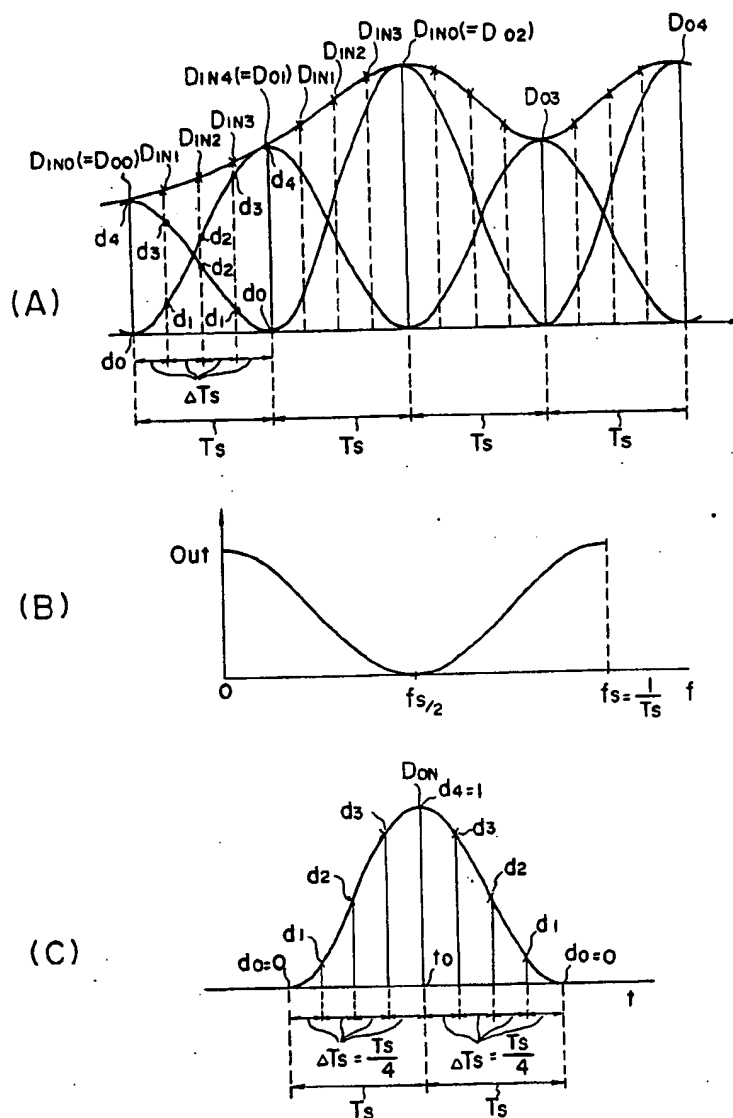 DIN3 DIN0(=D02) D04
DIN2
DIN4(=D01) DIN1
D03
DIN3
DIN2
DIN0(=D00) DIN1
d4 d3 d4
d3 d2
d2
d0
(A)
d1 d1
d0
ΔTs
Ts Ts Ts Ts
Out
(B)
0 fs/2 fs=1/Ts f
D0N
d4=1
d3 d3
d2 d2
(C)
d1 d1
d0=0 t0 d0=0
t
ΔTs=Ts/4 ΔTs=Ts/4
Ts Ts